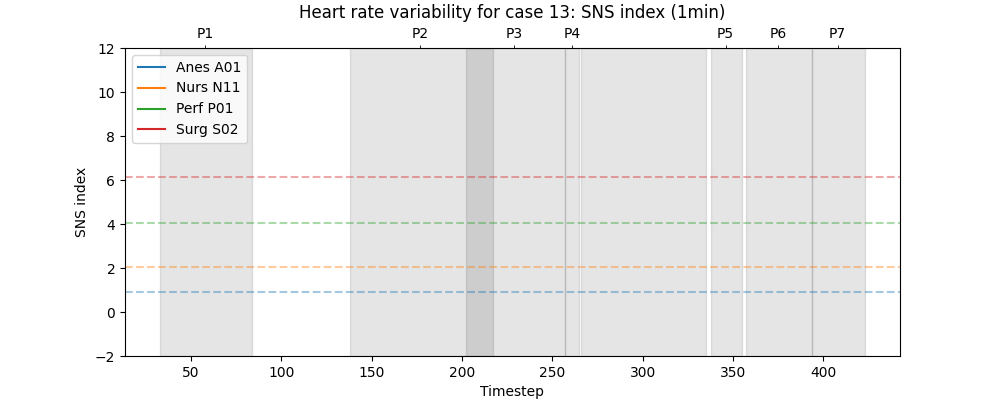 Heart rate variability for case 13: SNS index (1min)
P1 P2 P3 P4 P5 P6 P7
12
10
8
6
4
2
0
−2
SNS index
Anes A01
Nurs N11
Perf P01
Surg S02
50 100 150 200 250 300 350 400
Timestep